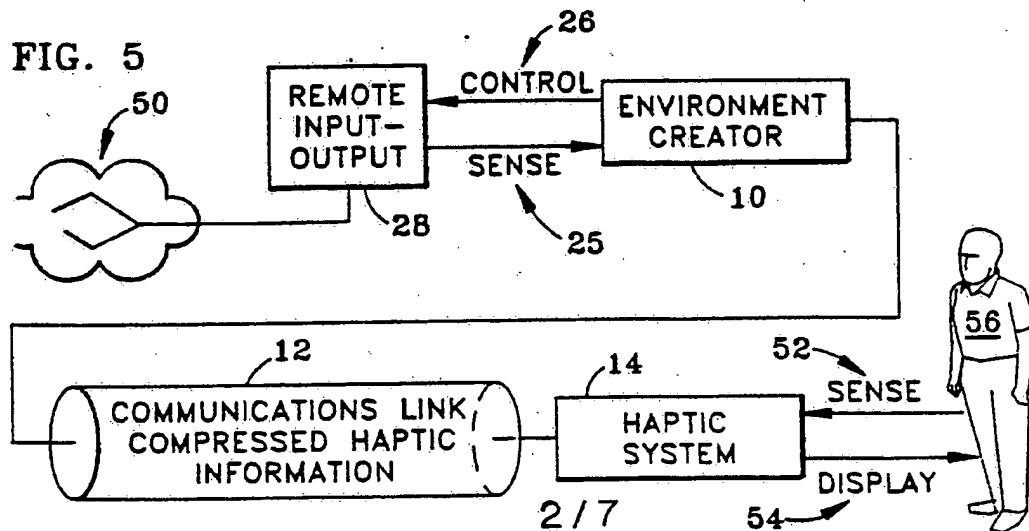 FIG. 5
50
REMOTE
INPUT-
OUTPUT
28
26
CONTROL
SENSE
25
ENVIRONMENT
CREATOR
10
12
COMMUNICATIONS LINK
COMPRESSED HAPTIC
INFORMATION
14
HAPTIC
SYSTEM
52
SENSE
DISPLAY
54
56
2/7